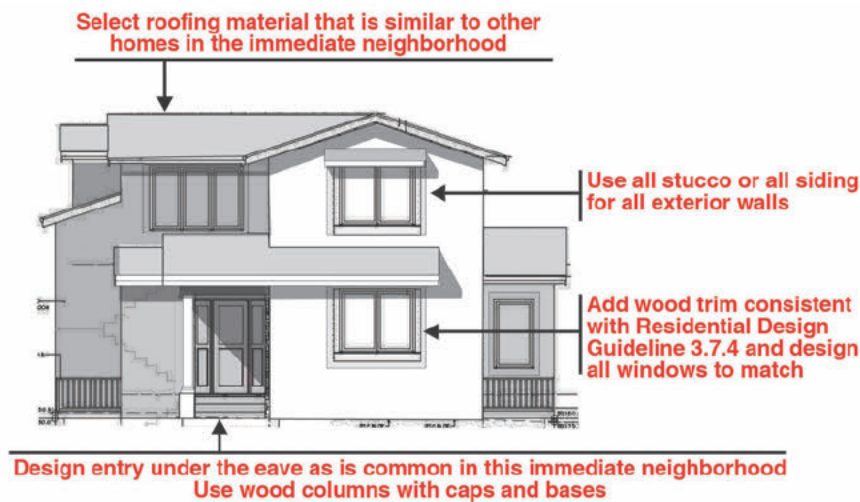 Select roofing material that is similar to other
homes in the immediate neighborhood
Use all stucco or all siding
for all exterior walls
Add wood trim consistent
with Residential Design
Guideline 3.7.4 and design
all windows to match
Design entry under the eave as is common in this immediate neighborhood
Use wood columns with caps and bases